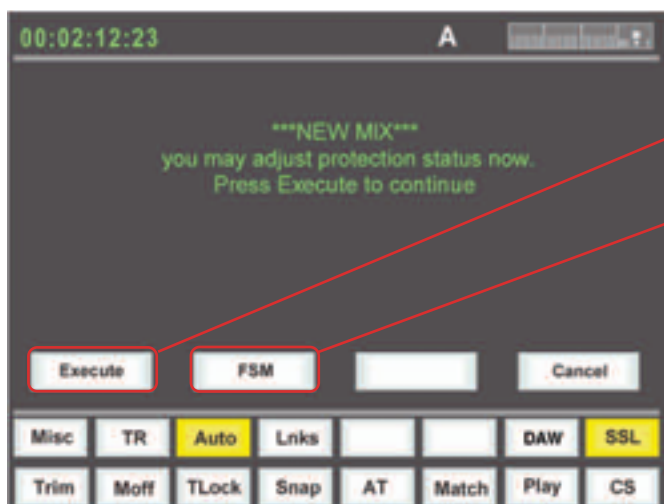 00:02:12:23 A
***NEW MIX***
you may adjust protection status now.
Press Execute to continue
Execute FSM Cancel
Misc TR Auto Lnks DAW SSL
Trim Moff TLock Snap AT Match Play CS